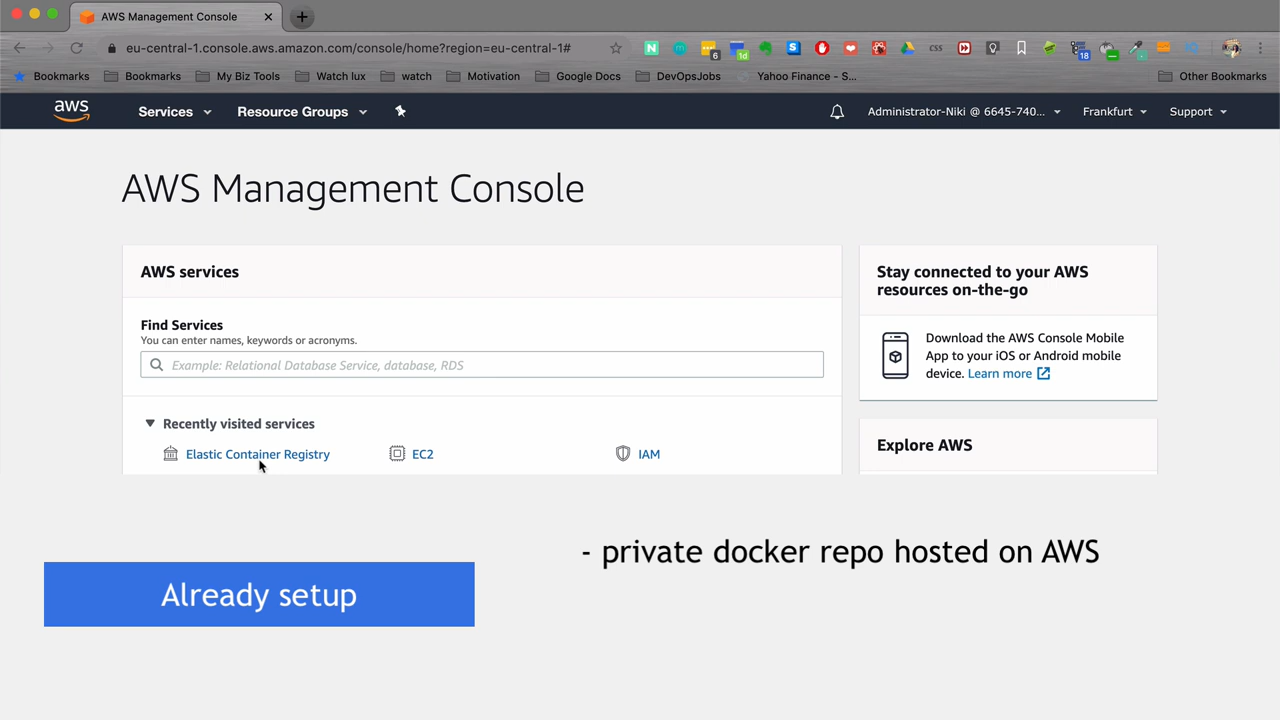 AWS Management Console
eu-central-1.console.aws.amazon.com/console/home?region=eu-central-1#
N
6
1d
S
CSS
18
Bookmarks
Bookmarks
My Biz Tools
Watch lux
watch
Motivation
Google Docs
DevOpsJobs
Yahoo Finance - S...
Other Bookmarks
aws
Services
Resource Groups
Administrator-Niki @ 6645-740...
Frankfurt
Support
AWS Management Console
AWS services
Find Services
You can enter names, keywords or acronyms.
Example: Relational Database Service, database, RDS
Recently visited services
Elastic Container Registry
EC2
IAM
Stay connected to your AWS
resources on-the-go
Download the AWS Console Mobile
App to your iOS or Android mobile
device. Learn more
Explore AWS
- private docker repo hosted on AWS
Already setup